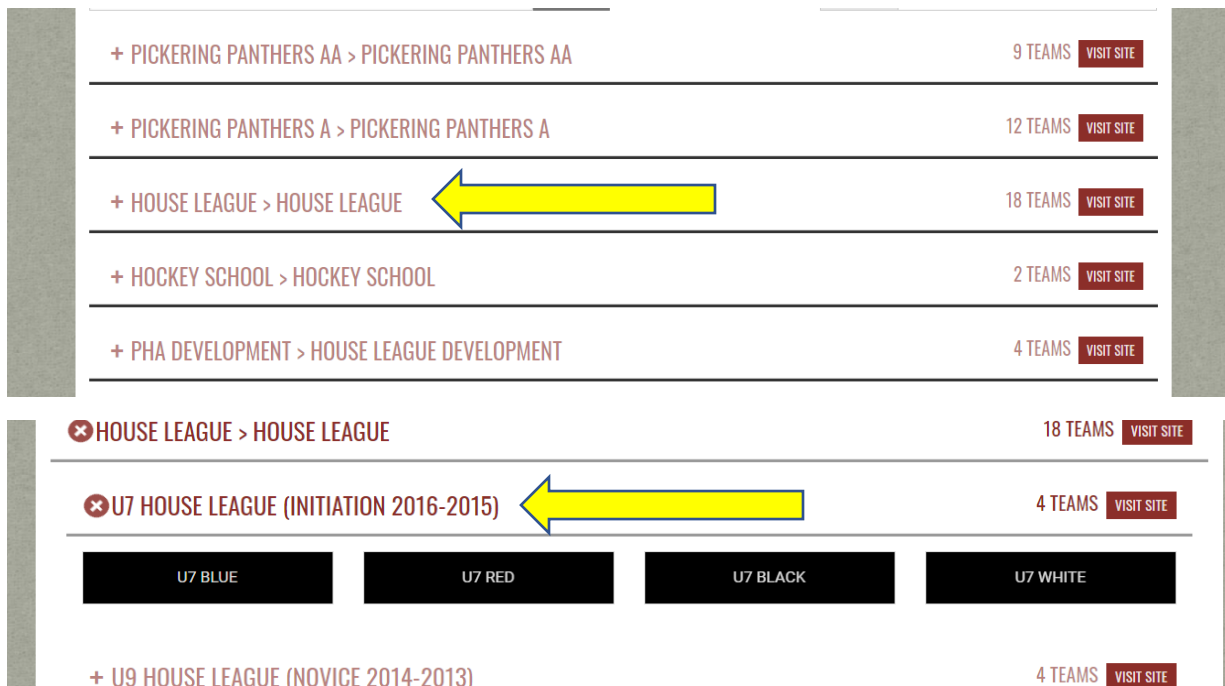 + PICKERING PANTHERS AA > PICKERING PANTHERS AA 9 TEAMS VISIT SITE
+ PICKERING PANTHERS A > PICKERING PANTHERS A 12 TEAMS VISIT SITE
+ HOUSE LEAGUE > HOUSE LEAGUE 18 TEAMS VISIT SITE
+ HOCKEY SCHOOL > HOCKEY SCHOOL 2 TEAMS VISIT SITE
+ PHA DEVELOPMENT > HOUSE LEAGUE DEVELOPMENT 4 TEAMS VISIT SITE
HOUSE LEAGUE > HOUSE LEAGUE 18 TEAMS VISIT SITE
U7 HOUSE LEAGUE (INITIATION 2016-2015) 4 TEAMS VISIT SITE
U7 BLUE U7 RED U7 BLACK U7 WHITE
+ U9 HOUSE LEAGUE (NOVICE 2014-2013) 4 TEAMS VISIT SITE